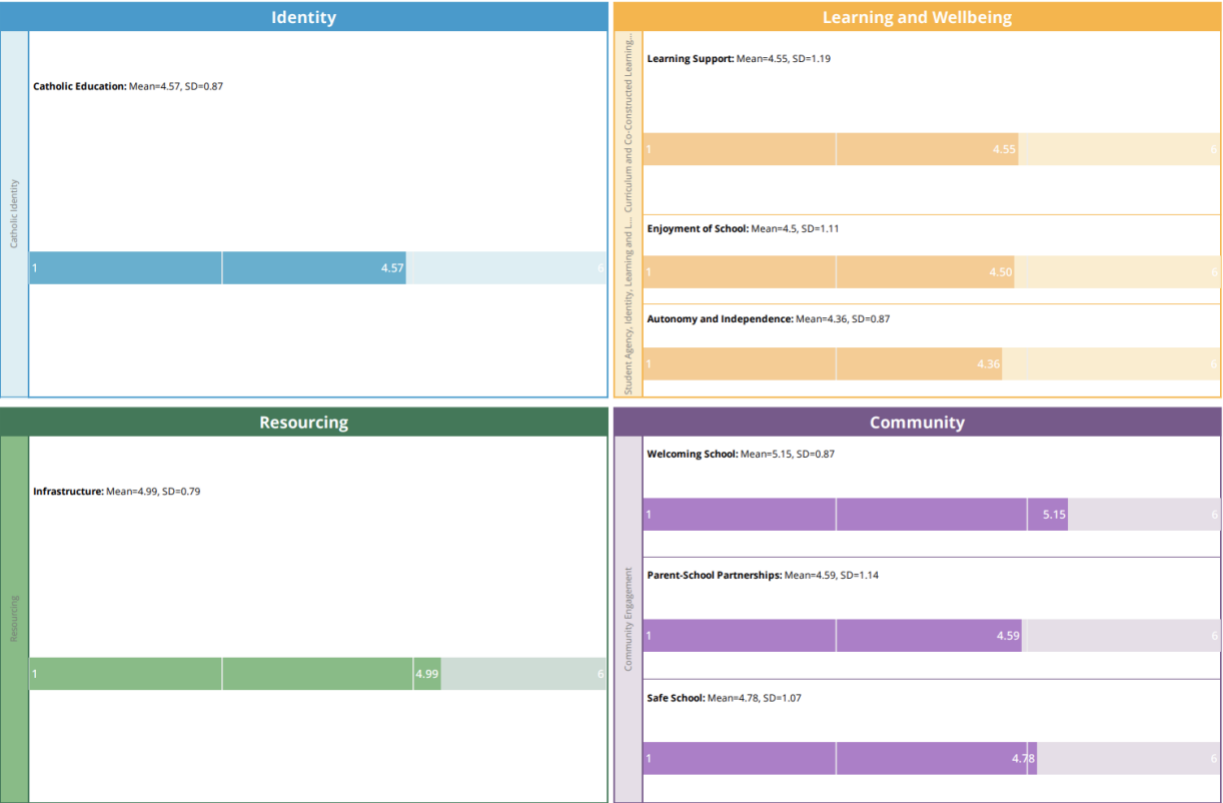 Identity
Catholic Identity
Catholic Education: Mean=4.57, SD=0.87
1 4.57 6
Learning and Wellbeing
Curriculum and Co-Constructed Learning...
Learning Support: Mean=4.55, SD=1.19
1 4.55 6
Student Agency, Identity, Learning and L...
Enjoyment of School: Mean=4.5, SD=1.11
1 4.50 6
Autonomy and Independence: Mean=4.36, SD=0.87
1 4.36 6
Resourcing
Resourcing
Infrastructure: Mean=4.99, SD=0.79
1 4.99 6
Community
Community Engagement
Welcoming School: Mean=5.15, SD=0.87
1 5.15 6
Parent-School Partnerships: Mean=4.59, SD=1.14
1 4.59 6
Safe School: Mean=4.78, SD=1.07
1 4.78 6